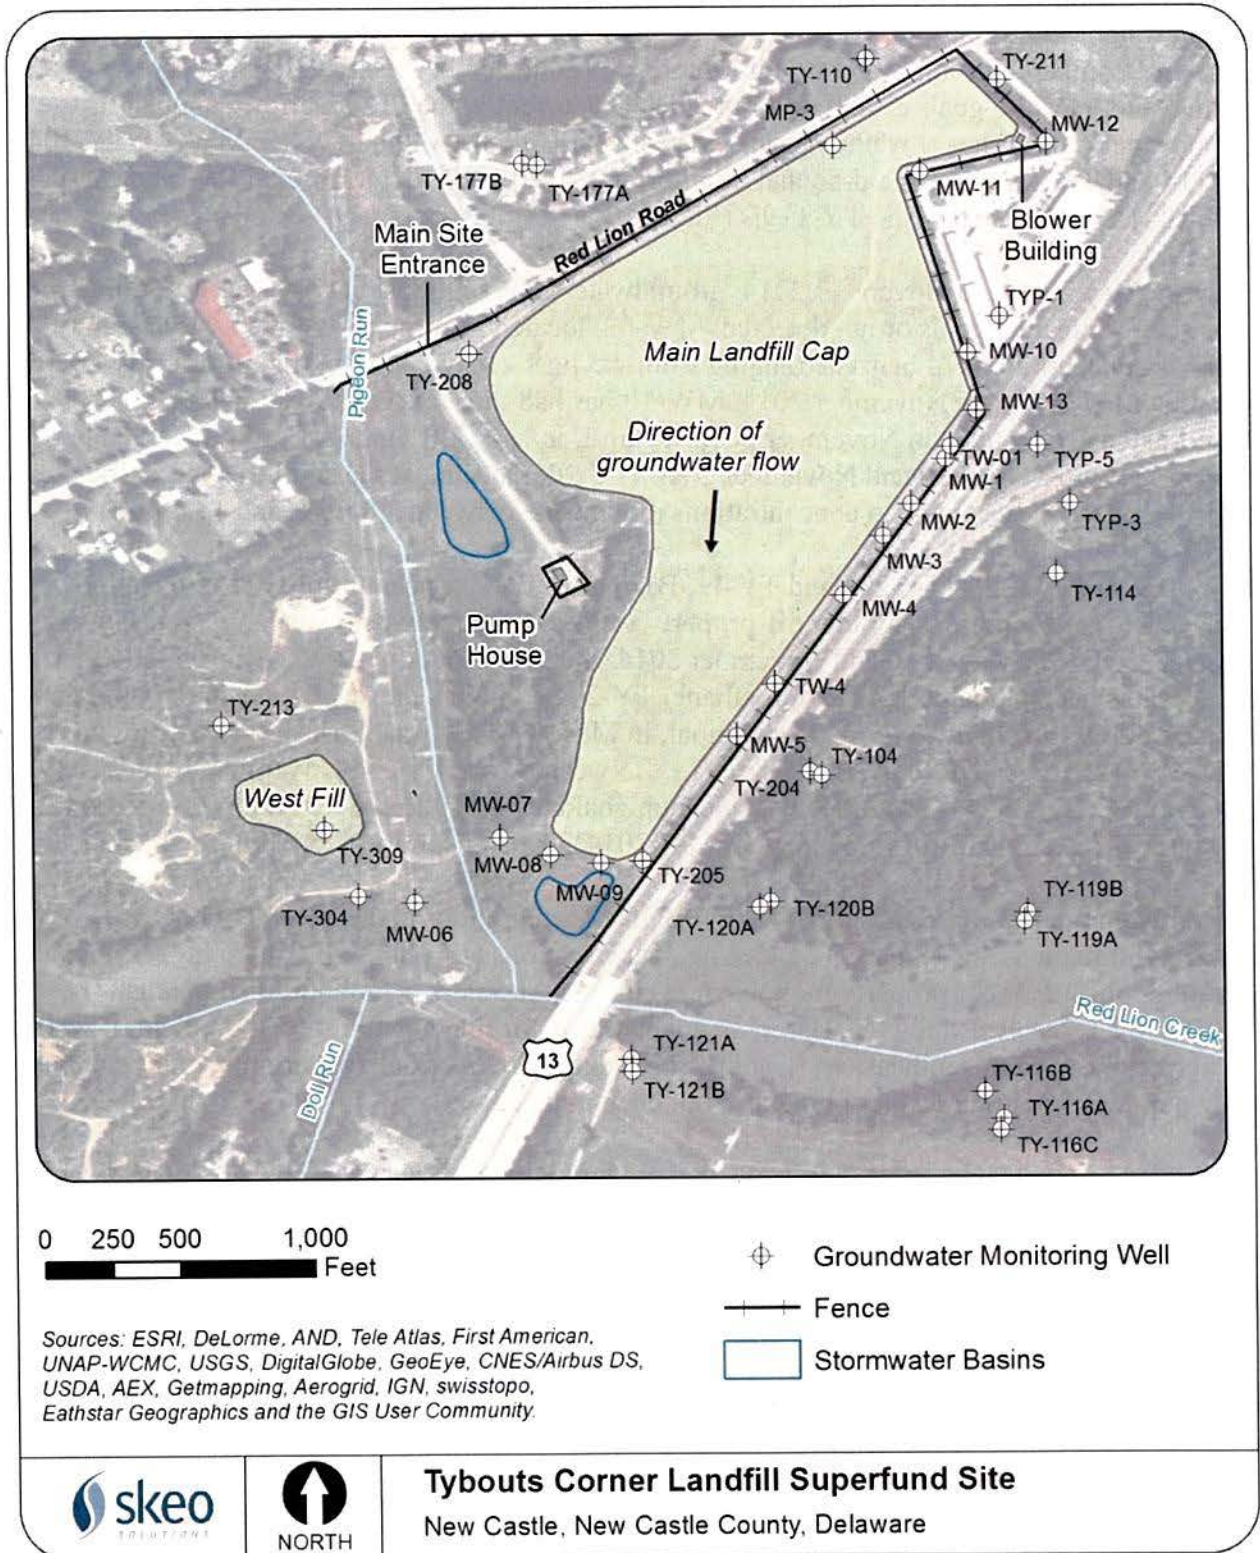 TY-110
TY-211
MP-3
MW-12
TY-177B
TY-177A
MW-11
Red Lion Road
Main Site
Entrance
Blower
Building
TYP-1
Pigeon Run
Main Landfill Cap
MW-10
TY-208
MW-13
Direction of
groundwater flow
TW-01
TYP-5
MW-1
MW-2
TYP-3
MW-3
TY-114
MW-4
Pump
House
TW-4
TY-213
MW-5
TY-104
TY-204
West Fill
MW-07
TY-309
MW-08
MW-09
TY-205
TY-119B
TY-304
MW-06
TY-120A
TY-120B
TY-119A
Red Lion Creek
13
TY-121A
TY-121B
Doll Run
TY-116B
TY-116A
TY-116C
0 250 500 1,000
Feet
Groundwater Monitoring Well
Fence
Stormwater Basins
Sources: ESRI, DeLorme, AND, Tele Atlas, First American,
UNAP-WCMC, USGS, DigitalGlobe, GeoEye, CNES/Airbus DS,
USDA, AEX, Getmapping, Aerogrid, IGN, swisstopo,
Eathstar Geographics and the GIS User Community.
skeo
SOLUTIONS
NORTH
Tybouts Corner Landfill Superfund Site
New Castle, New Castle County, Delaware